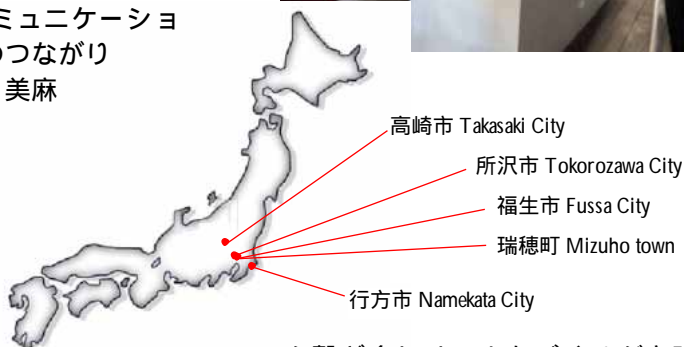 ミュニケーショ
のつながり
美麻
高崎市 Takasaki City
所沢市 Tokorozawa City
福生市 Fussa City
瑞穂町 Mizuho town
行方市 Namekata City